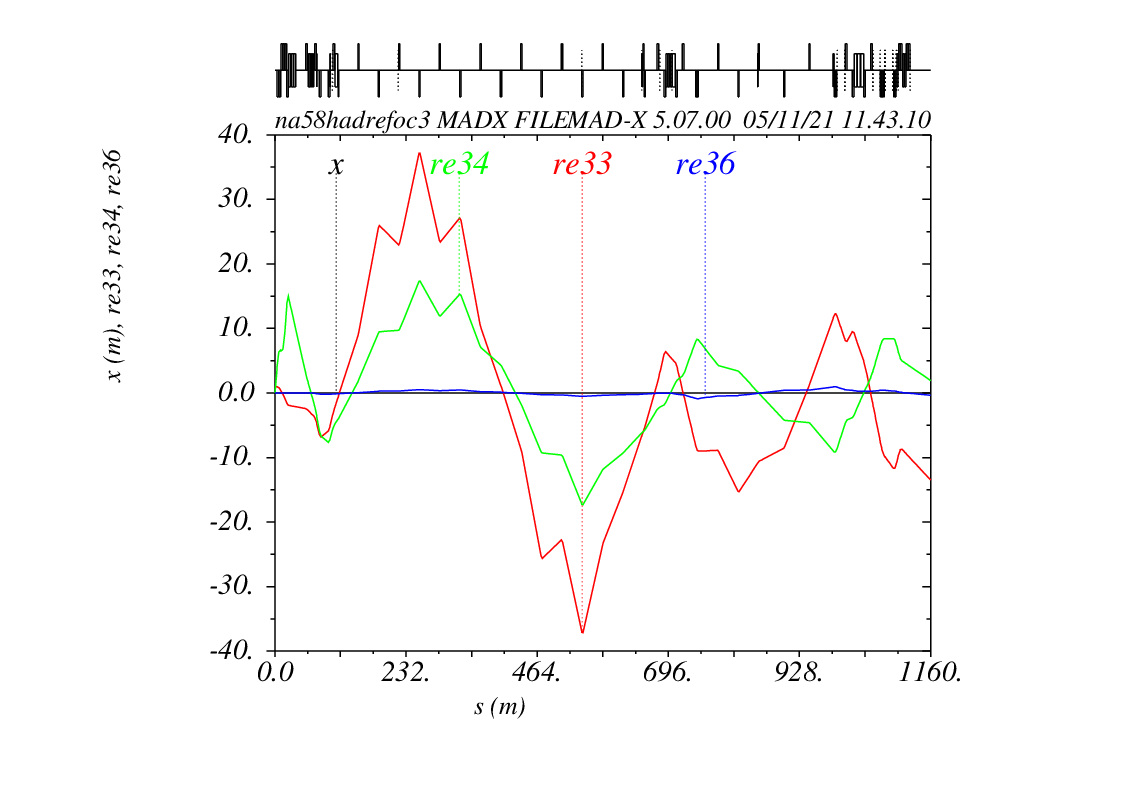 na58hadrefoc3 MADX FILEMAD-X 5.07.00 05/11/21 11.43.10
x (m), re33, re34, re36
40.
30.
20.
10.
0.0
-10.
-20.
-30.
-40.
x re34 re33 re36
0.0 232. 464. 696. 928. 1160.
s (m)